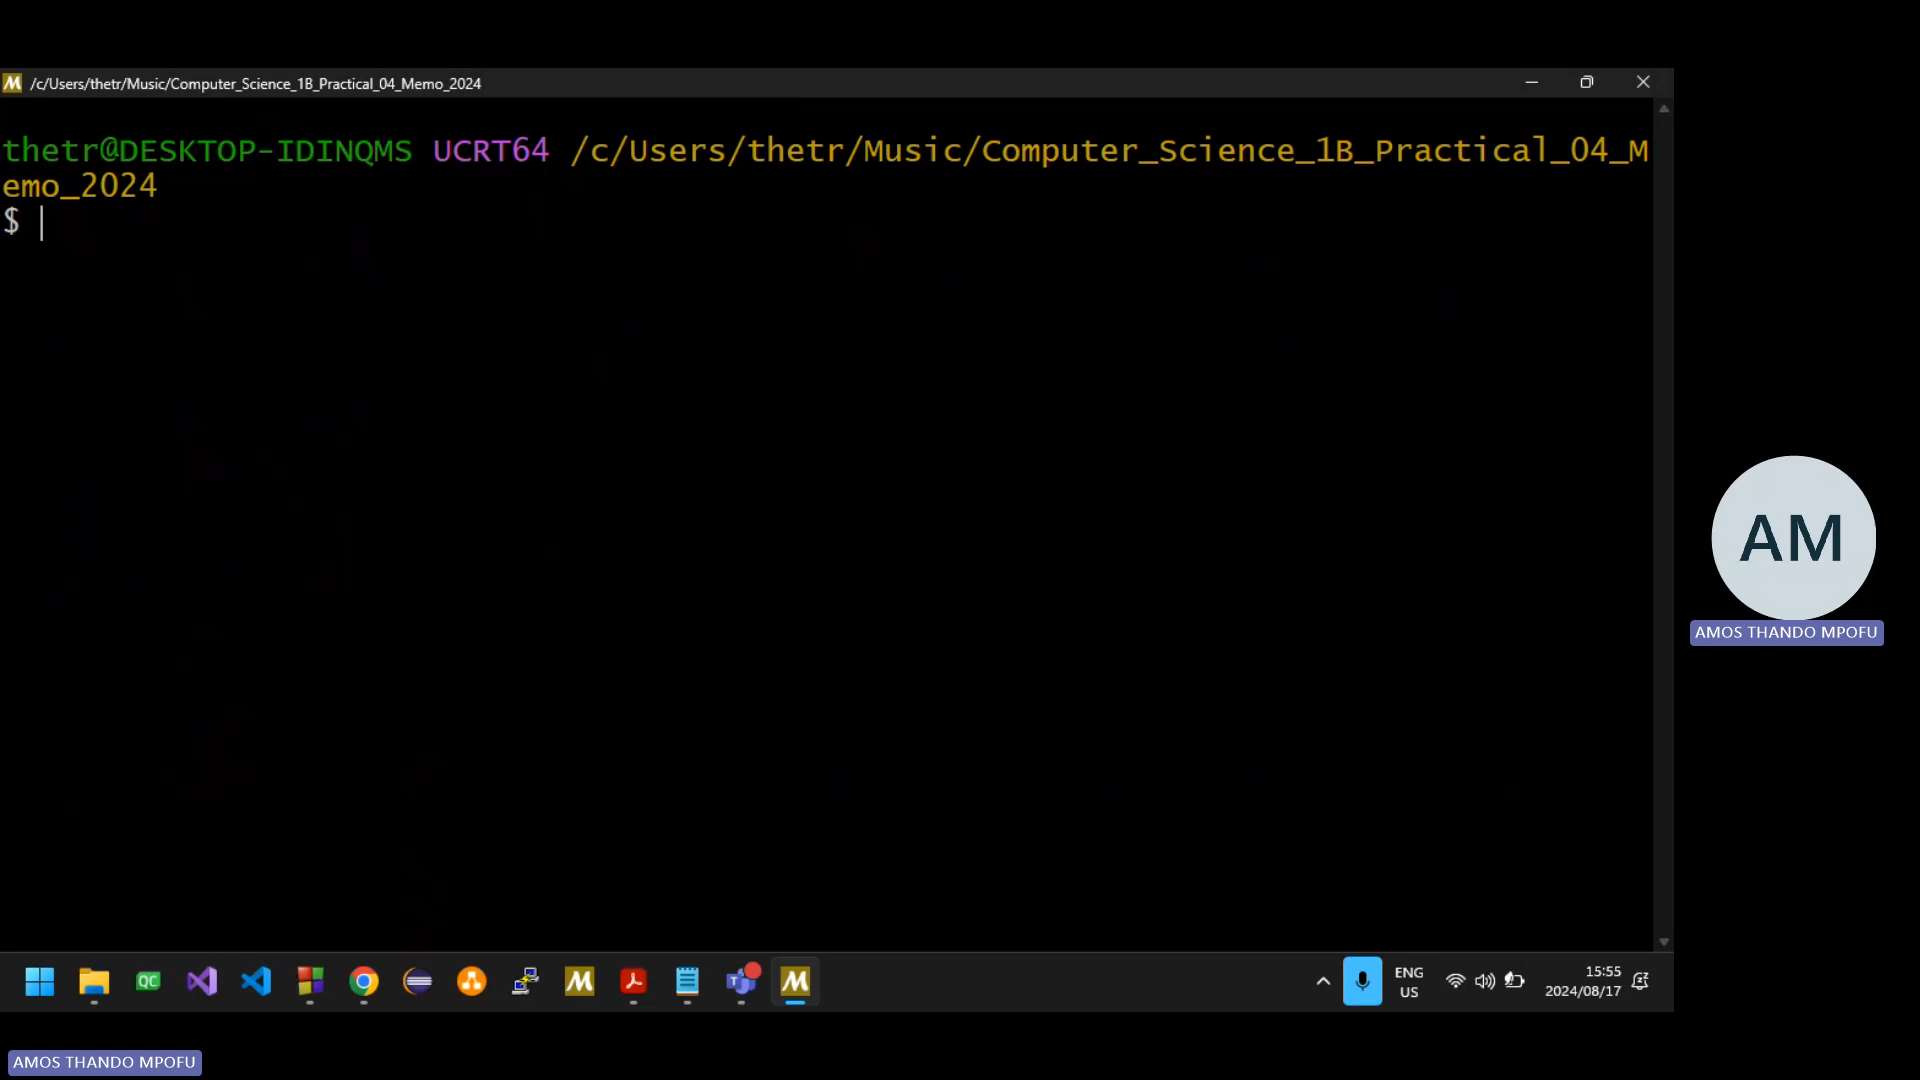 /c/Users/thetr/Music/Computer_Science_1B_Practical_04_Memo_2024
thetr@DESKTOP-IDINQMS UCRT64 /c/Users/thetr/Music/Computer_Science_1B_Practical_04_M
emo_2024
$
AM
AMOS THANDO MPOFU
QC
ENG
US
15:55
2024/08/17
AMOS THANDO MPOFU